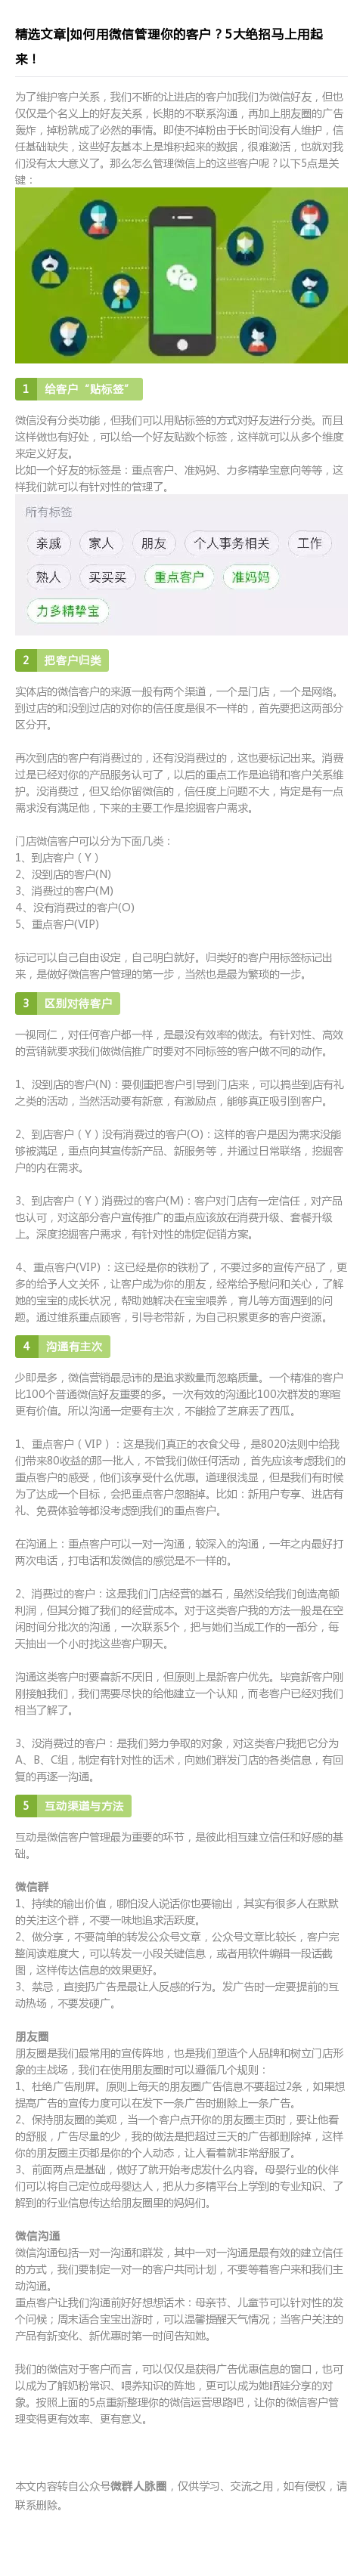 精选文章|如何用微信管理你的客户？5大绝招马上用起
来！
为了维护客户关系，我们不断的让进店的客户加我们为微信好友，但也
仅仅是个名义上的好友关系，长期的不联系沟通，再加上朋友圈的广告
轰炸，掉粉就成了必然的事情。即使不掉粉由于长时间没有人维护，信
任基础缺失，这些好友基本上是堆积起来的数据，很难激活，也就对我
们没有太大意义了。那么怎么管理微信上的这些客户呢？以下5点是关
键：
1 给客户“贴标签”
微信没有分类功能，但我们可以用贴标签的方式对好友进行分类。而且
这样做也有好处，可以给一个好友贴数个标签，这样就可以从多个维度
来定义好友。
比如一个好友的标签是：重点客户、准妈妈、力多精挚宝意向等等，这
样我们就可以有针对性的管理了。
所有标签
亲戚 家人 朋友 个人事务相关 工作
熟人 买买买 重点客户 准妈妈
力多精挚宝
2 把客户归类
实体店的微信客户的来源一般有两个渠道，一个是门店，一个是网络。
到过店的和没到过店的对你的信任度是很不一样的，首先要把这两部分
区分开。
再次到店的客户有消费过的，还有没消费过的，这也要标记出来。消费
过是已经对你的产品服务认可了，以后的重点工作是追销和客户关系维
护。没消费过，但又给你留微信的，信任度上问题不大，肯定是有一点
需求没有满足他，下来的主要工作是挖掘客户需求。
门店微信客户可以分为下面几类：
1、到店客户（Y）
2、没到店的客户(N)
3、消费过的客户(M)
4、没有消费过的客户(O)
5、重点客户(VIP)
标记可以自己自由设定，自己明白就好。归类好的客户用标签标记出
来，是做好微信客户管理的第一步，当然也是最为繁琐的一步。
3 区别对待客户
一视同仁，对任何客户都一样，是最没有效率的做法。有针对性、高效
的营销就要求我们做微信推广时要对不同标签的客户做不同的动作。
1、没到店的客户(N)：要侧重把客户引导到门店来，可以搞些到店有礼
之类的活动，当然活动要有新意，有激励点，能够真正吸引到客户。
2、到店客户（Y）没有消费过的客户(O)：这样的客户是因为需求没能
够被满足，重点向其宣传新产品、新服务等，并通过日常联络，挖掘客
户的内在需求。
3、到店客户（Y）消费过的客户(M)：客户对门店有一定信任，对产品
也认可，对这部分客户宣传推广的重点应该放在消费升级、套餐升级
上。深度挖掘客户需求，有针对性的制定促销方案。
4、重点客户(VIP) ：这已经是你的铁粉了，不要过多的宣传产品了，更
多的给予人文关怀，让客户成为你的朋友，经常给予慰问和关心，了解
她的宝宝的成长状况，帮助她解决在宝宝喂养，育儿等方面遇到的问
题。通过维系重点顾客，引导老带新，为自己积累更多的客户资源。
4 沟通有主次
少即是多，微信营销最忌讳的是追求数量而忽略质量。一个精准的客户
比100个普通微信好友重要的多。一次有效的沟通比100次群发的寒暄
更有价值。所以沟通一定要有主次，不能捡了芝麻丢了西瓜。
1、重点客户（VIP）：这是我们真正的衣食父母，是8020法则中给我
们带来80收益的那一批人，不管我们做任何活动，首先应该考虑我们的
重点客户的感受，他们该享受什么优惠。道理很浅显，但是我们有时候
为了达成一个目标，会把重点客户忽略掉。比如：新用户专享、进店有
礼、免费体验等都没考虑到我们的重点客户。
在沟通上：重点客户可以一对一沟通，较深入的沟通，一年之内最好打
两次电话，打电话和发微信的感觉是不一样的。
2、消费过的客户：这是我们门店经营的基石，虽然没给我们创造高额
利润，但其分摊了我们的经营成本。对于这类客户我的方法一般是在空
闲时间分批次的沟通，一次联系5个，把与她们当成工作的一部分，每
天抽出一个小时找这些客户聊天。
沟通这类客户时要喜新不厌旧，但原则上是新客户优先。毕竟新客户刚
刚接触我们，我们需要尽快的给他建立一个认知，而老客户已经对我们
相当了解了。
3、没消费过的客户：是我们努力争取的对象，对这类客户我把它分为
A、B、C组，制定有针对性的话术，向她们群发门店的各类信息，有回
复的再逐一沟通。
5 互动渠道与方法
互动是微信客户管理最为重要的环节，是彼此相互建立信任和好感的基
础。
微信群
1、持续的输出价值，哪怕没人说话你也要输出，其实有很多人在默默
的关注这个群，不要一味地追求活跃度。
2、做分享，不要简单的转发公众号文章，公众号文章比较长，客户完
整阅读难度大，可以转发一小段关键信息，或者用软件编辑一段话截
图，这样传达信息的效果更好。
3、禁忌，直接扔广告是最让人反感的行为。发广告时一定要提前的互
动热场，不要发硬广。
朋友圈
朋友圈是我们最常用的宣传阵地，也是我们塑造个人品牌和树立门店形
象的主战场，我们在使用朋友圈时可以遵循几个规则：
1、杜绝广告刷屏。原则上每天的朋友圈广告信息不要超过2条，如果想
提高广告的宣传力度可以在发下一条广告时删除上一条广告。
2、保持朋友圈的美观，当一个客户点开你的朋友圈主页时，要让他看
的舒服，广告尽量的少，我的做法是把超过三天的广告都删除掉，这样
你的朋友圈主页都是你的个人动态，让人看着就非常舒服了。
3、前面两点是基础，做好了就开始考虑发什么内容。母婴行业的伙伴
们可以将自己定位成母婴达人，把从力多精平台上学到的专业知识、了
解到的行业信息传达给朋友圈里的妈妈们。
微信沟通
微信沟通包括一对一沟通和群发，其中一对一沟通是最有效的建立信任
的方式，我们要制定一对一的客户共同计划，不要等着客户来和我们主
动沟通。
重点客户让我们沟通前好好想想话术：母亲节、儿童节可以针对性的发
个问候；周末适合宝宝出游时，可以温馨提醒天气情况；当客户关注的
产品有新变化、新优惠时第一时间告知她。
我们的微信对于客户而言，可以仅仅是获得广告优惠信息的窗口，也可
以成为了解奶粉常识、喂养知识的阵地，更可以成为她晒娃分享的对
象。按照上面的5点重新整理你的微信运营思路吧，让你的微信客户管
理变得更有效率、更有意义。
本文内容转自公众号微群人脉圈，仅供学习、交流之用，如有侵权，请
联系删除。